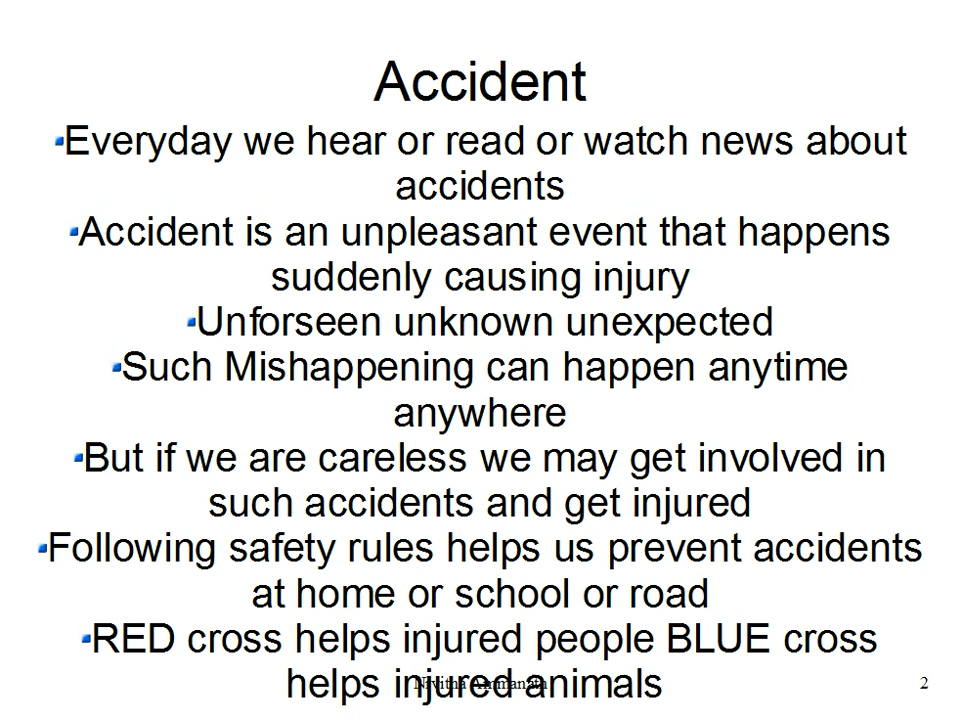 Accident
Everyday we hear or read or watch news about
accidents
Accident is an unpleasant event that happens
suddenly causing injury
Unforseen unknown unexpected
Such Mishappening can happen anytime
anywhere
But if we are careless we may get involved in
such accidents and get injured
Following safety rules helps us prevent accidents
at home or school or road
RED cross helps injured people BLUE cross
helps injured animals
Nivitha Ammanath
2